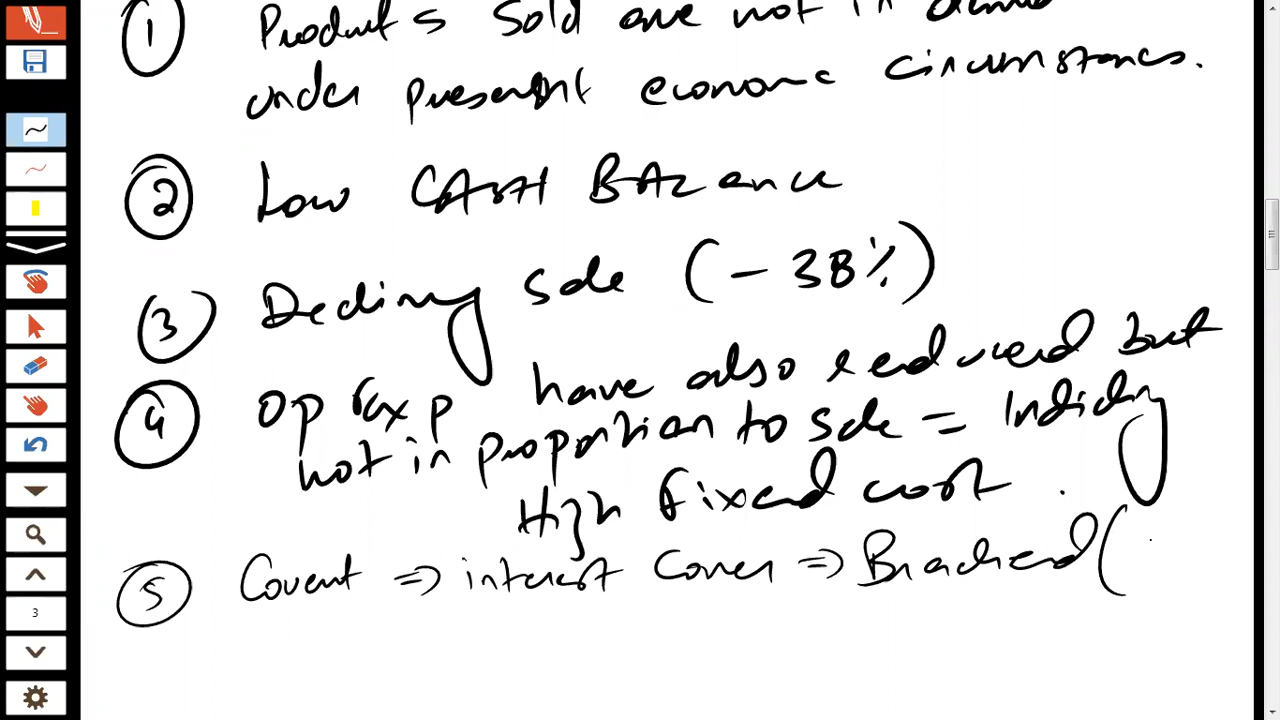 ① Products sold are not in demand
under present economic circumstances.
② Low CASH BALance
③ Declining sale (-38%)
④ Op Exp have also reduced but
not in proportion to sale = Indicating
High fixed cost.
⑤ Covent ⇒ interest cover ⇒ Breached (
3